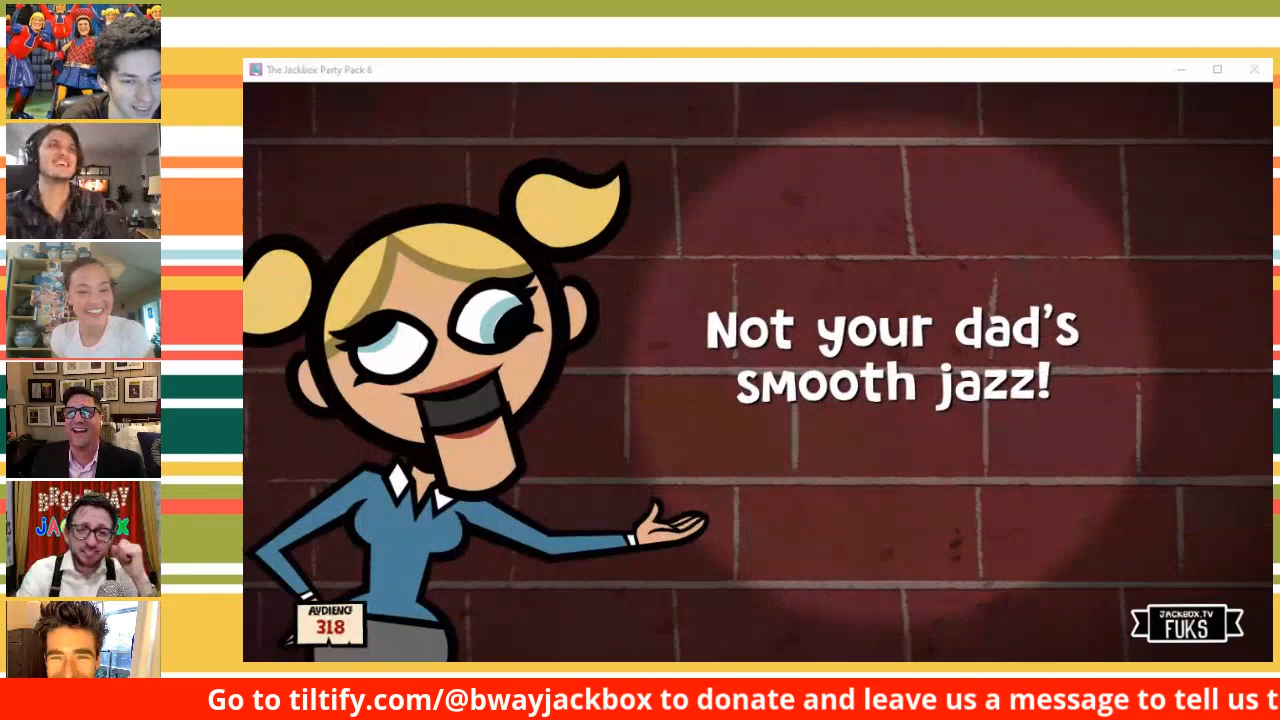 The Jackbox Party Pack 6
Not your dad's
smooth jazz!
BROADWAY
AUDIENCE
318
JACKBOX.TV
FUKS
Go to tiltify.com/@bwayjackbox to donate and leave us a message to tell us t